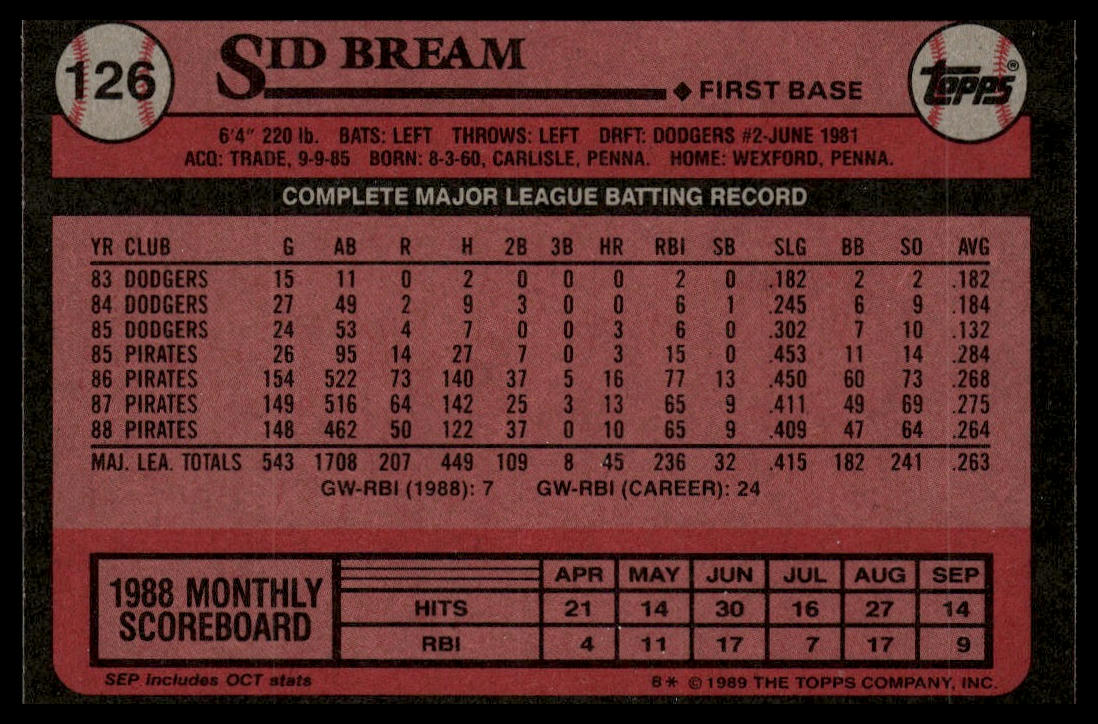 126 SID BREAM Topps®
◆ FIRST BASE
6'4" 220 lb. BATS: LEFT THROWS: LEFT DRFT: DODGERS #2-JUNE 1981
ACQ: TRADE, 9-9-85 BORN: 8-3-60, CARLISLE, PENNA. HOME: WEXFORD, PENNA.
COMPLETE MAJOR LEAGUE BATTING RECORD
YR CLUB G AB R H 2B 3B HR RBI SB SLG BB SO AVG
83 DODGERS 15 11 0 2 0 0 0 2 0 .182 2 2 .182
84 DODGERS 27 49 2 9 3 0 0 6 1 .245 6 9 .184
85 DODGERS 24 53 4 7 0 0 3 6 0 .302 7 10 .132
85 PIRATES 26 95 14 27 7 0 3 15 0 .453 11 14 .284
86 PIRATES 154 522 73 140 37 5 16 77 13 .450 60 73 .268
87 PIRATES 149 516 64 142 25 3 13 65 9 .411 49 69 .275
88 PIRATES 148 462 50 122 37 0 10 65 9 .409 47 64 .264
MAJ. LEA. TOTALS 543 1708 207 449 109 8 45 236 32 .415 182 241 .263
GW-RBI (1988): 7 GW-RBI (CAREER): 24
1988 MONTHLY SCOREBOARD
APR MAY JUN JUL AUG SEP
HITS 21 14 30 16 27 14
RBI 4 11 17 7 17 9
SEP includes OCT stats B* © 1989 THE TOPPS COMPANY, INC.